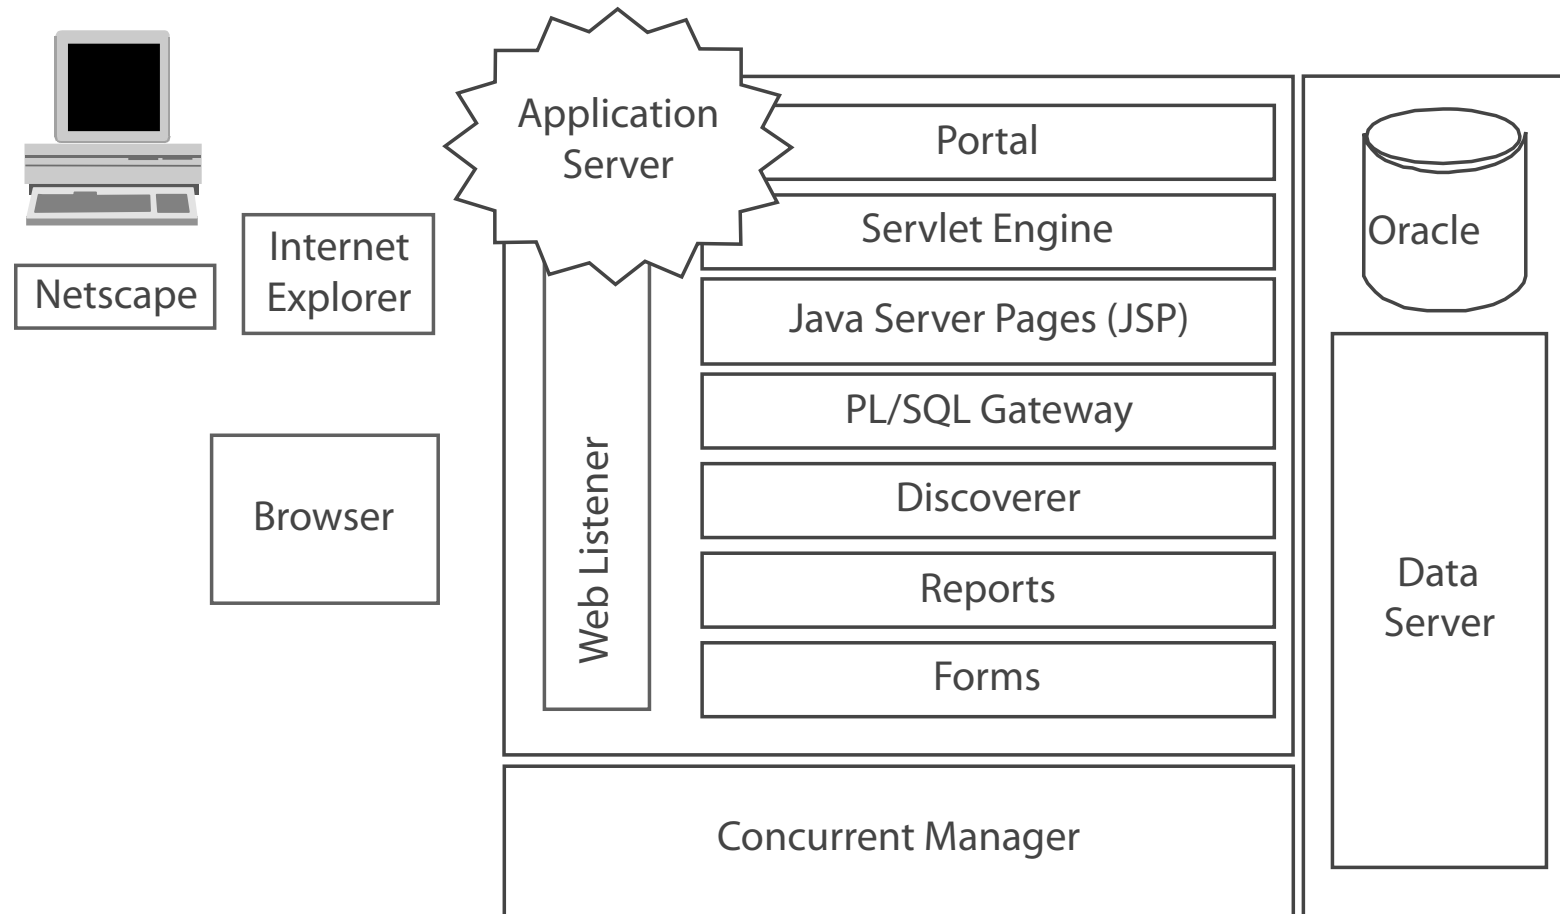 Application
Server
Portal
Servlet Engine
Oracle
Internet
Explorer
Netscape
Java Server Pages (JSP)
PL/SQL Gateway
Web Listener
Browser
Discoverer
Reports
Data
Server
Forms
Concurrent Manager